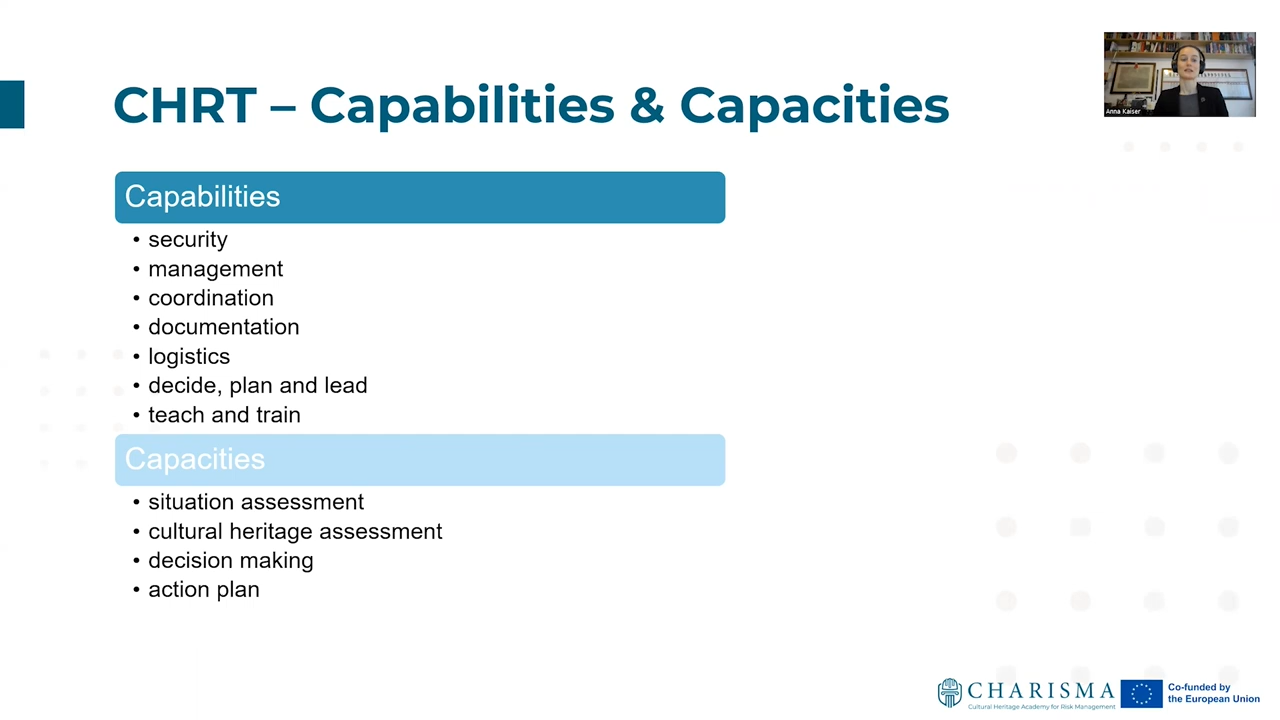 CHRT – Capabilities & Capacities
Anna Kaiser
Capabilities
• security
• management
• coordination
• documentation
• logistics
• decide, plan and lead
• teach and train
Capacities
• situation assessment
• cultural heritage assessment
• decision making
• action plan
CHARISMA
Cultural Heritage Academy for Risk Management
Co-funded by
the European Union